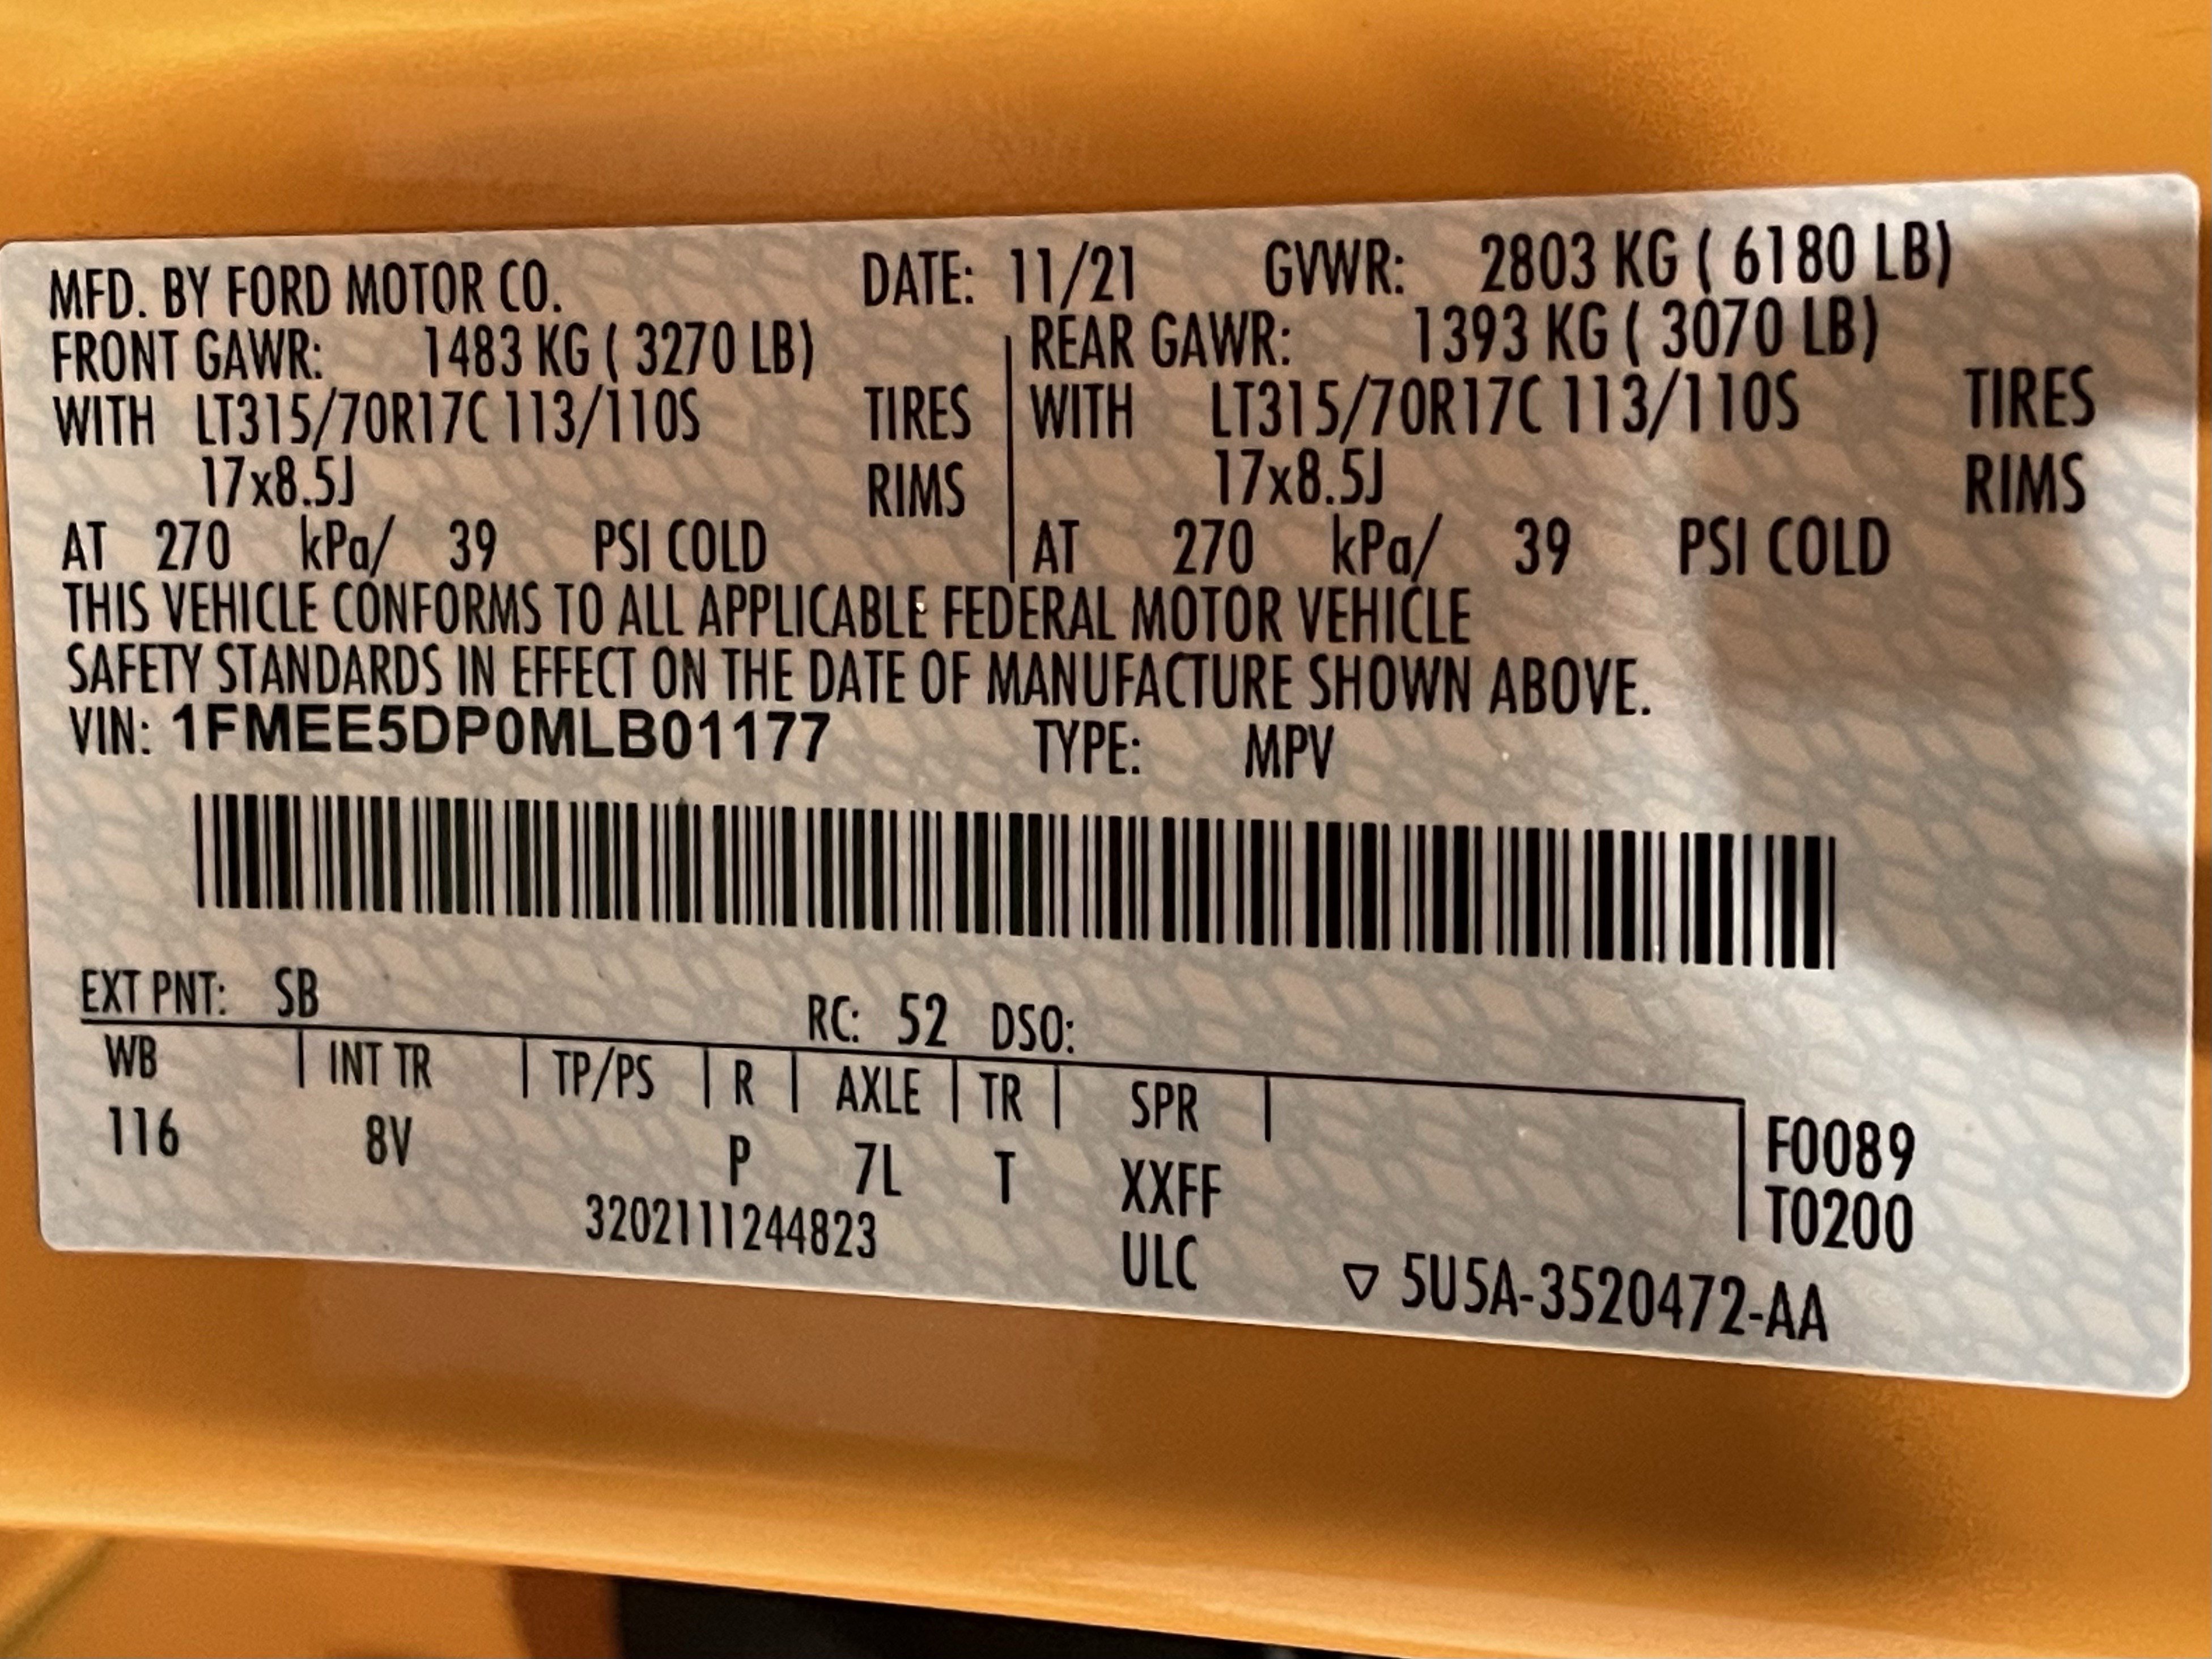 MFD. BY FORD MOTOR CO. DATE: 11/21 GVWR: 2803 KG ( 6180 LB)
FRONT GAWR: 1483 KG ( 3270 LB) REAR GAWR: 1393 KG ( 3070 LB)
WITH LT315/70R17C 113/110S TIRES WITH LT315/70R17C 113/110S TIRES
17x8.5J RIMS 17x8.5J RIMS
AT 270 kPa/ 39 PSI COLD AT 270 kPa/ 39 PSI COLD
THIS VEHICLE CONFORMS TO ALL APPLICABLE FEDERAL MOTOR VEHICLE
SAFETY STANDARDS IN EFFECT ON THE DATE OF MANUFACTURE SHOWN ABOVE.
VIN: 1FMEE5DP0MLB01177 TYPE: MPV
EXT PNT: SB RC: 52 DSO:
WB INT TR TP/PS R AXLE TR SPR
116 8V P 7L T XXFF F0089
3202111244823 ULC T0200
▽ 5U5A-3520472-AA